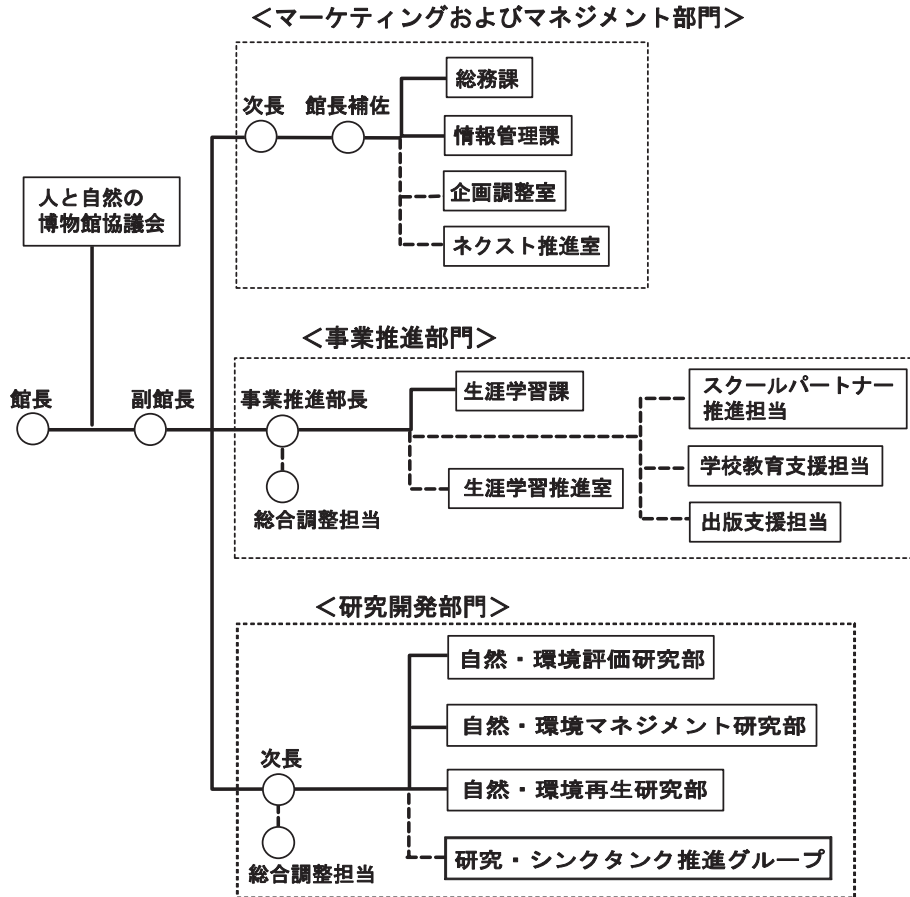 ＜マーケティングおよびマネジメント部門＞
次長
館長補佐
総務課
情報管理課
企画調整室
ネクスト推進室
人と自然の
博物館協議会
館長
副館長
＜事業推進部門＞
事業推進部長
総合調整担当
生涯学習課
生涯学習推進室
スクールパートナー
推進担当
学校教育支援担当
出版支援担当
＜研究開発部門＞
次長
総合調整担当
自然・環境評価研究部
自然・環境マネジメント研究部
自然・環境再生研究部
研究・シンクタンク推進グループ